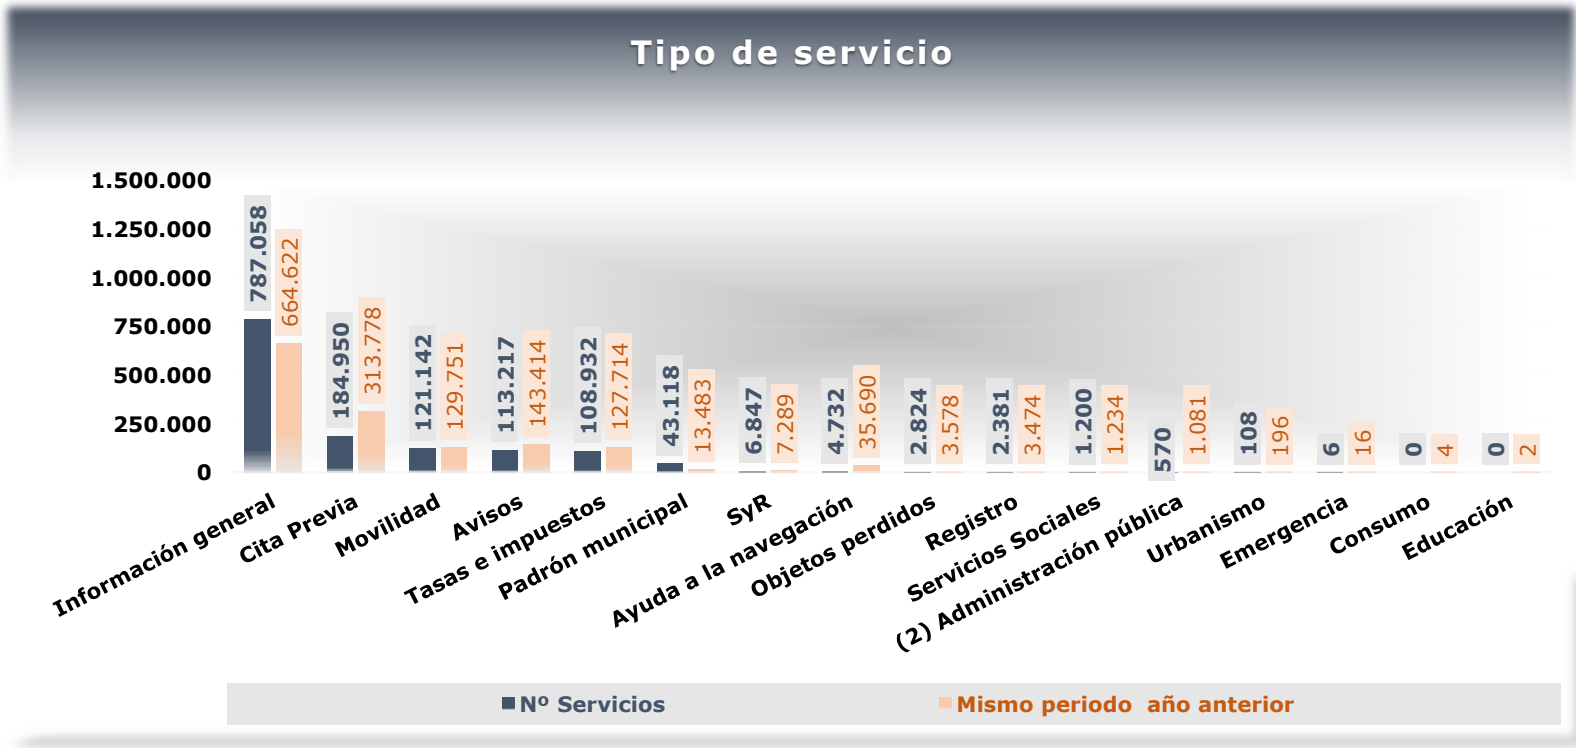 Tipo de servicio
1.500.000
1.250.000
1.000.000
750.000
500.000
250.000
0
787.058
664.622
184.950
313.778
121.142
129.751
113.217
143.414
108.932
127.714
43.118
13.483
6.847
7.289
4.732
35.690
2.824
3.578
2.381
3.474
1.200
1.234
570
1.081
108
196
6
16
0
4
0
2
Información general
Cita Previa
Movilidad
Avisos
Tasas e impuestos
Padrón municipal
SyR
Ayuda a la navegación
Objetos perdidos
Registro
Servicios Sociales
(2) Administración pública
Urbanismo
Emergencia
Consumo
Educación
Nº Servicios
Mismo periodo año anterior